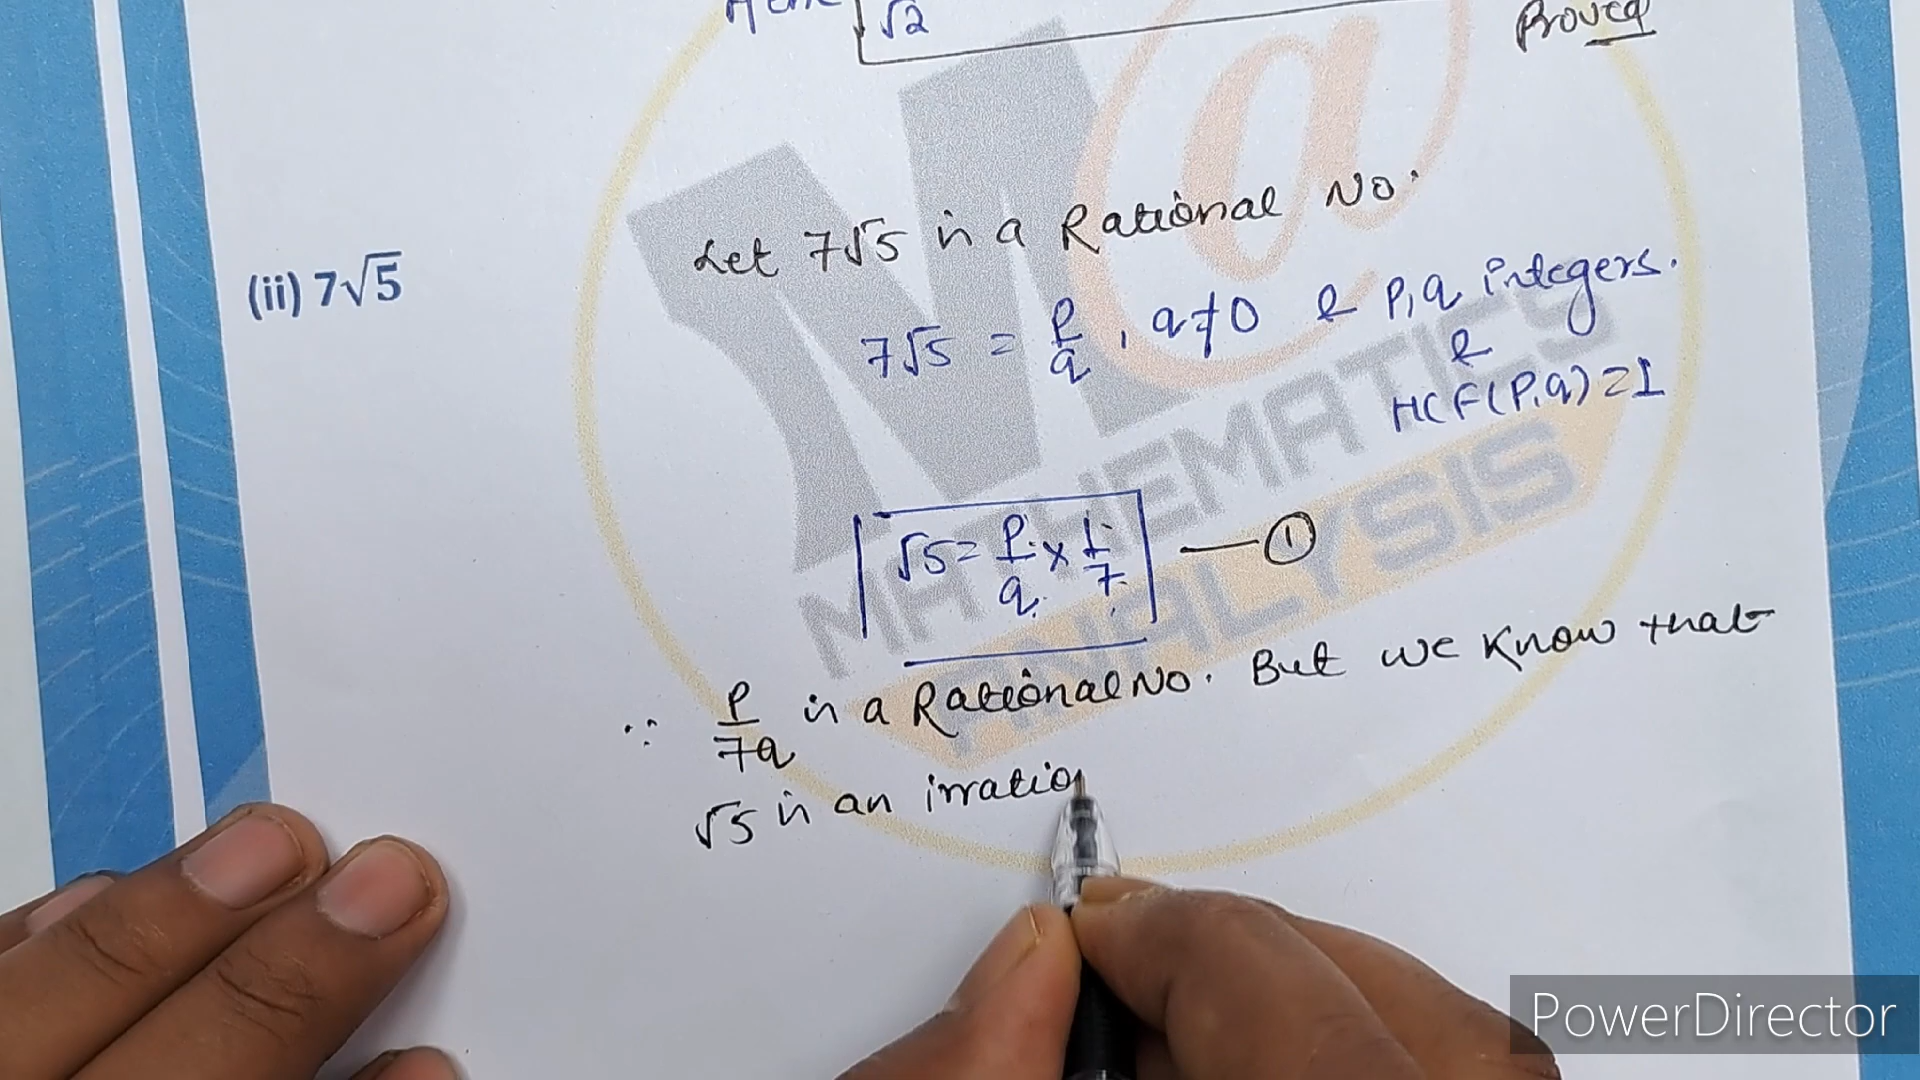 √2
Proved
(ii) 7√5
Let 7√5 is a Rational No.
7√5 = p/q, q≠0 & p,q integers.
&
HCF(P,q)=1
√5 = p/q × 1/7 — ①
∵ p/7q is a Rational No. But we know that
√5 is an irratio
M@
MATHEMATICS
ANALYSIS
PowerDirector